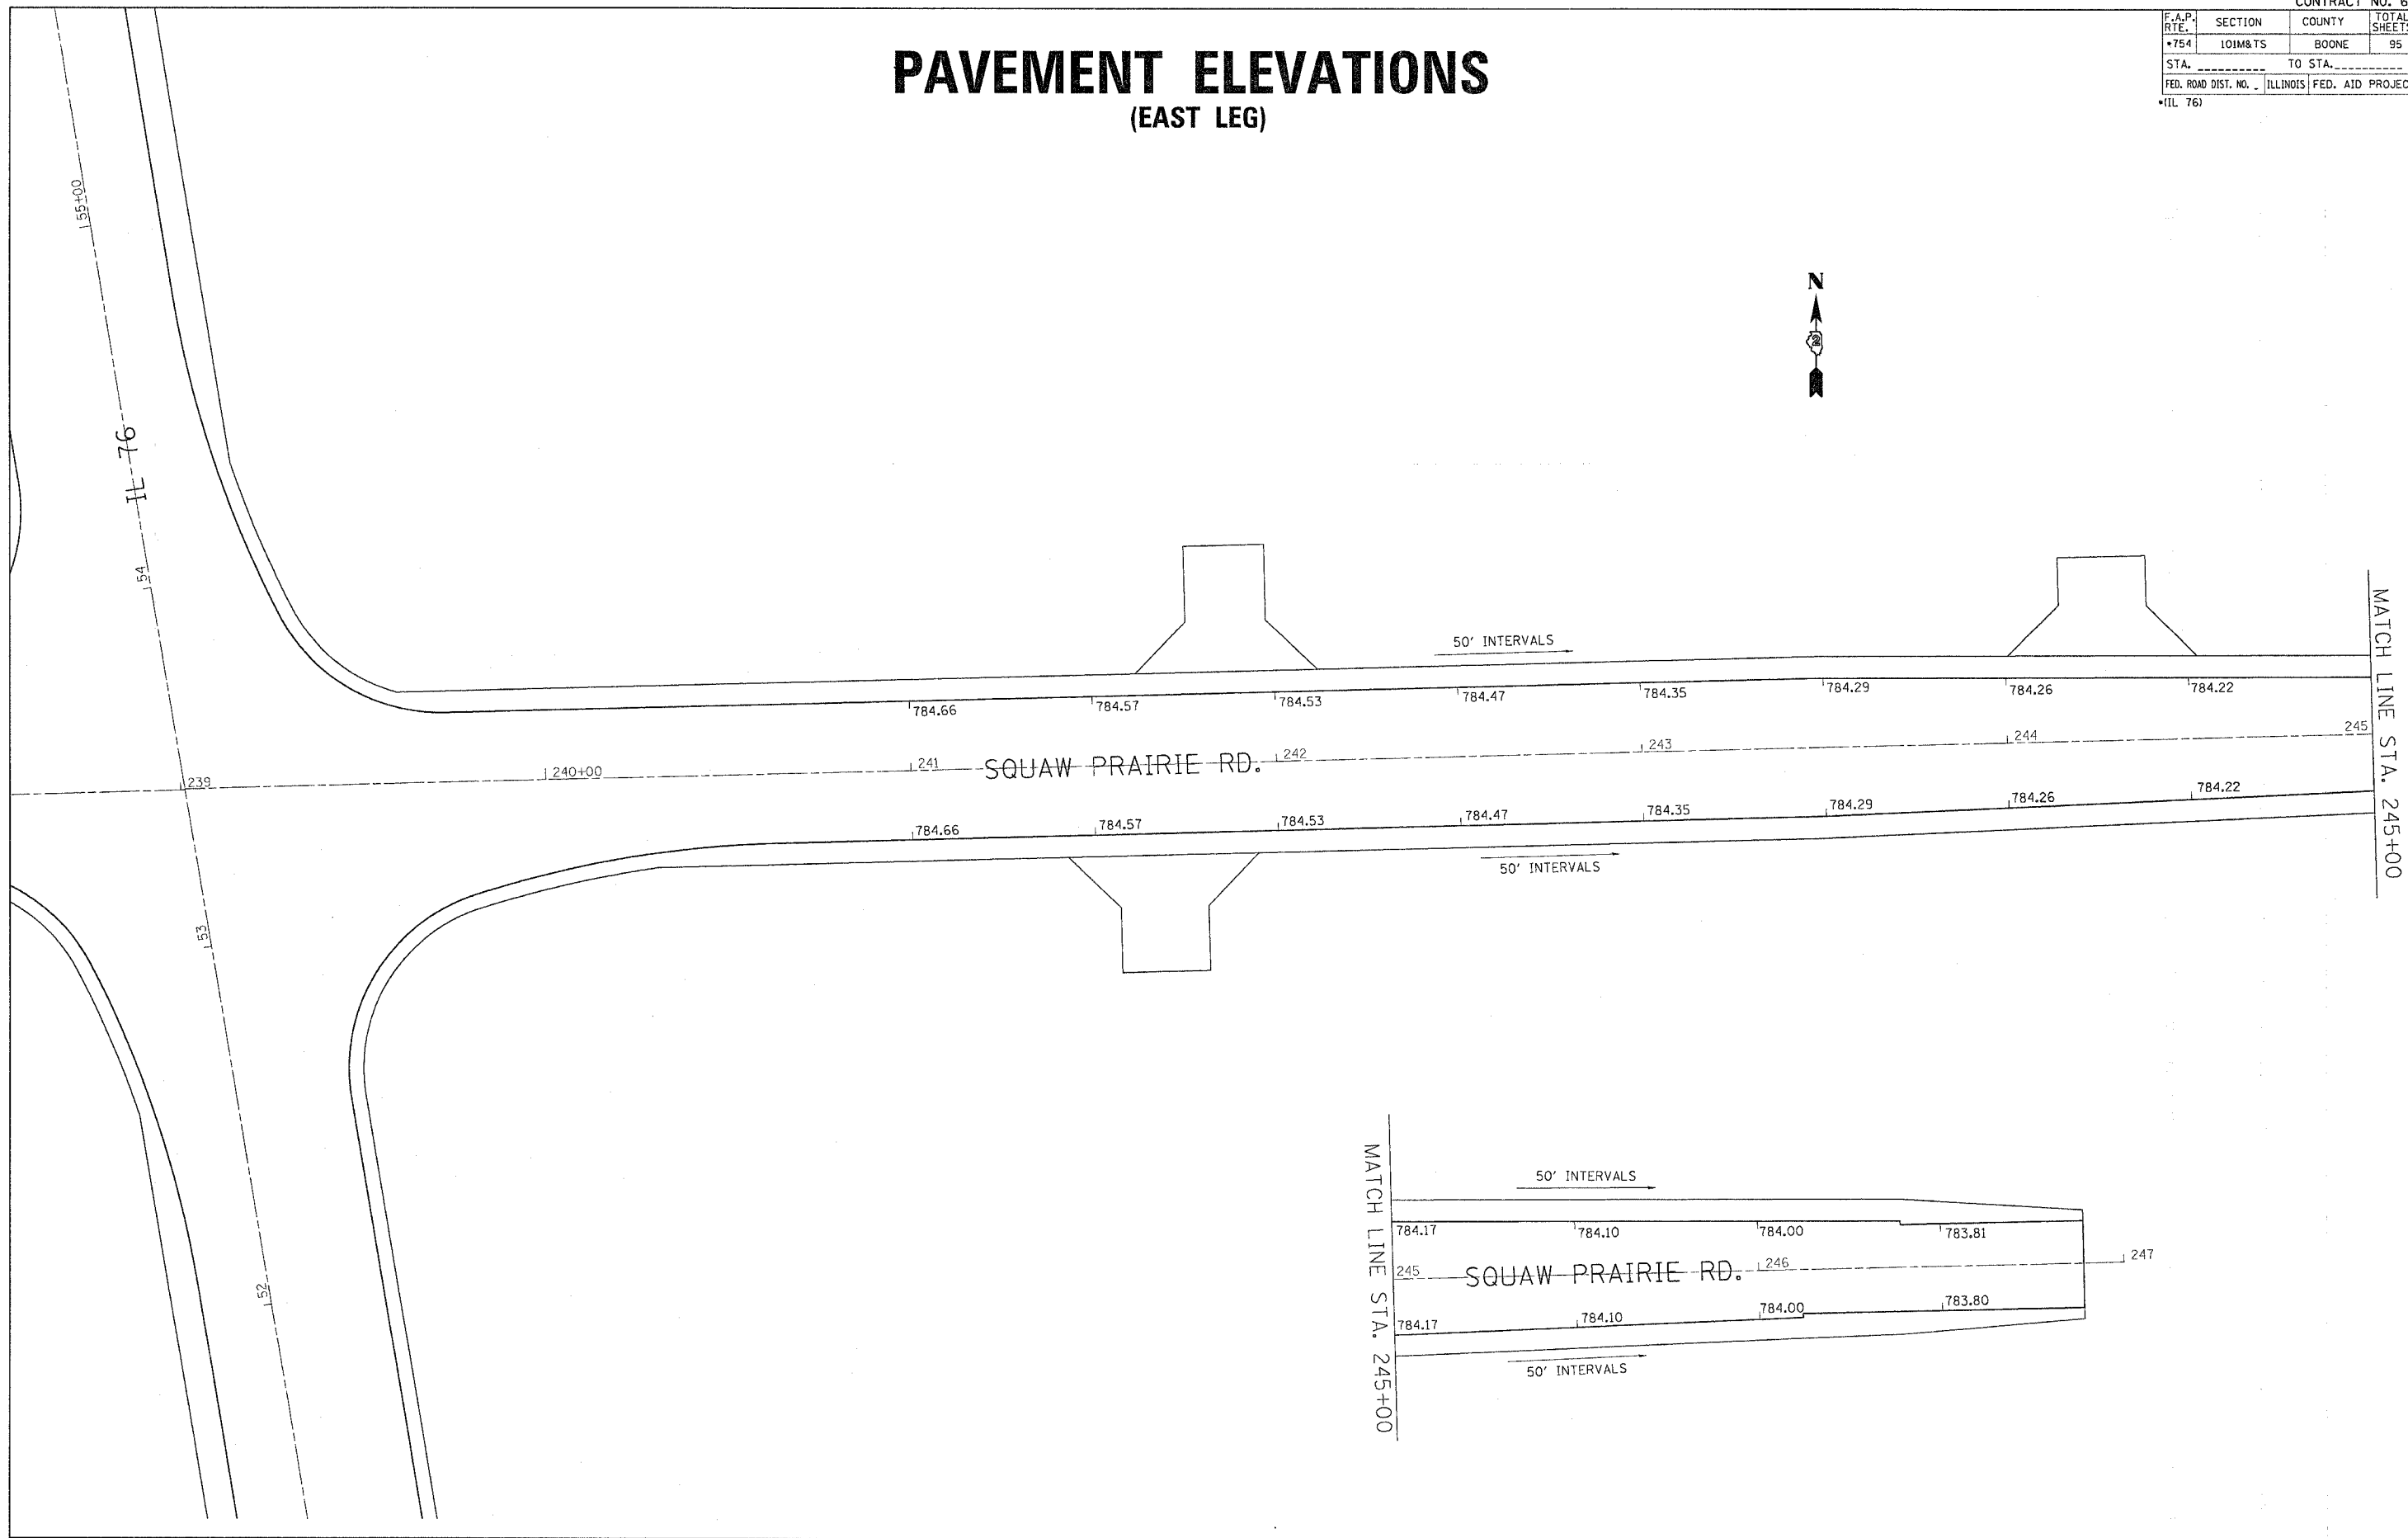 CONTRACT NO. 6
F.A.P. RTE. SECTION COUNTY TOTAL SHEETS
*754 101M&TS BOONE 95
STA. __________ TO STA. __________
FED. ROAD DIST. NO. _ ILLINOIS FED. AID PROJEC
*(IL 76)
PAVEMENT ELEVATIONS
(EAST LEG)
55+00
IL 76
54
53
52
N
2
50' INTERVALS
784.66 784.57 784.53 784.47 784.35 784.29 784.26 784.22
239 240+00 241 SQUAW PRAIRIE RD. 242 243 244 245
784.66 784.57 784.53 784.47 784.35 784.29 784.26 784.22
50' INTERVALS
MATCH LINE STA. 245+00
MATCH LINE STA. 245+00
50' INTERVALS
784.17 784.10 784.00 783.81
245 SQUAW PRAIRIE RD. 246 247
784.17 784.10 784.00 783.80
50' INTERVALS